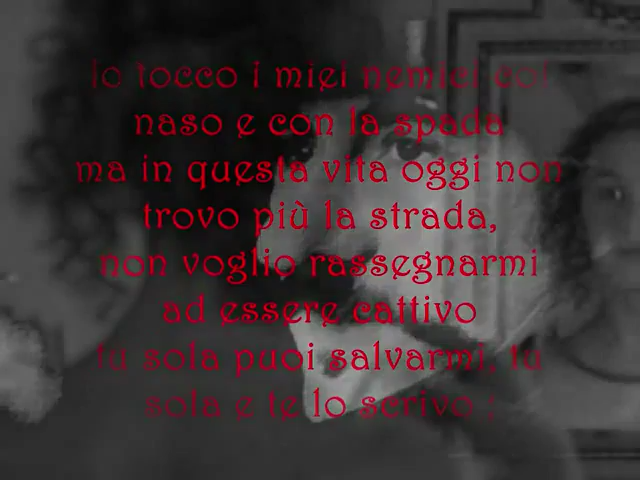 Io tocco i miei nemici col
naso e con la spada
ma in questa vita oggi non
trovo più la strada,
non voglio rassegnarmi
ad essere cattivo
tu sola puoi salvarmi, tu
sola e te lo scrivo: